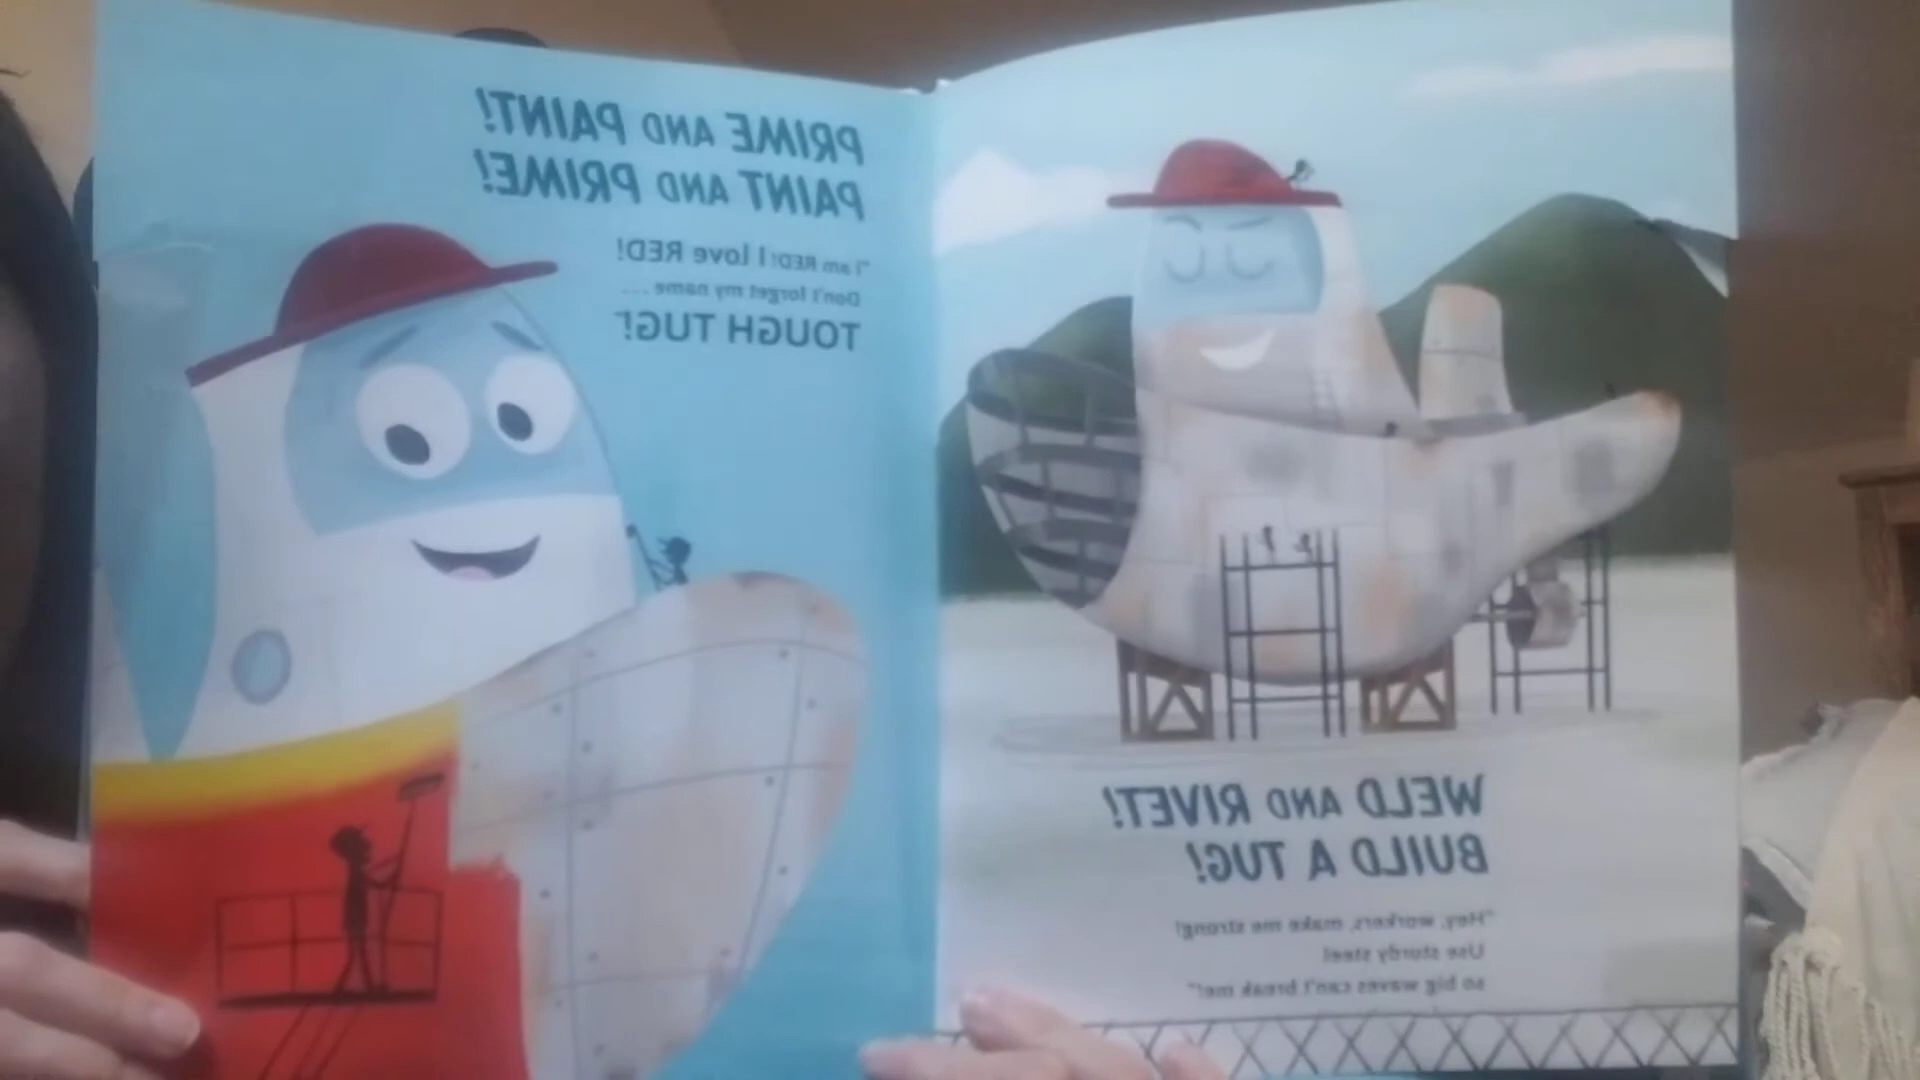 WELD AND RIVET!
BUILD A TUG!
"Hey, workers, make me strong!
Use sturdy steel
so big waves can't break me!"
PRIME AND PAINT!
PAINT AND PRIME!
"I am RED! I love RED!
Don't forget my name . . .
TOUGH TUG!"